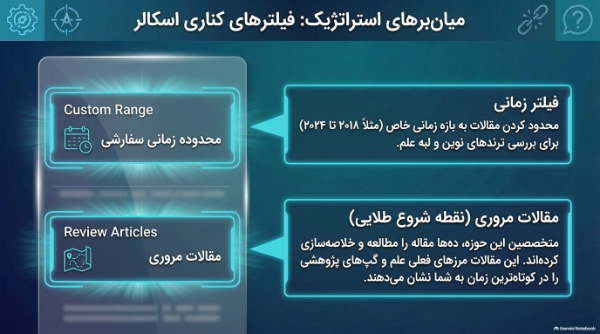 میان‌برهای استراتژیک: فیلترهای کناری اسکالر
Custom Range
محدوده زمانی سفارشی
فیلتر زمانی
محدود کردن مقالات به بازه زمانی خاص (مثلاً ۲۰۱۸ تا ۲۰۲۴)
برای بررسی ترندهای نوین و لبه علم.
Review Articles
مقالات مروری
مقالات مروری (نقطه شروع طلایی)
متخصصین این حوزه، ده‌ها مقاله را مطالعه و خلاصه‌سازی
کرده‌اند. این مقالات مرزهای فعلی علم و گپ‌های پژوهشی
را در کوتاه‌ترین زمان به شما نشان می‌دهند.
Gemini Notebook